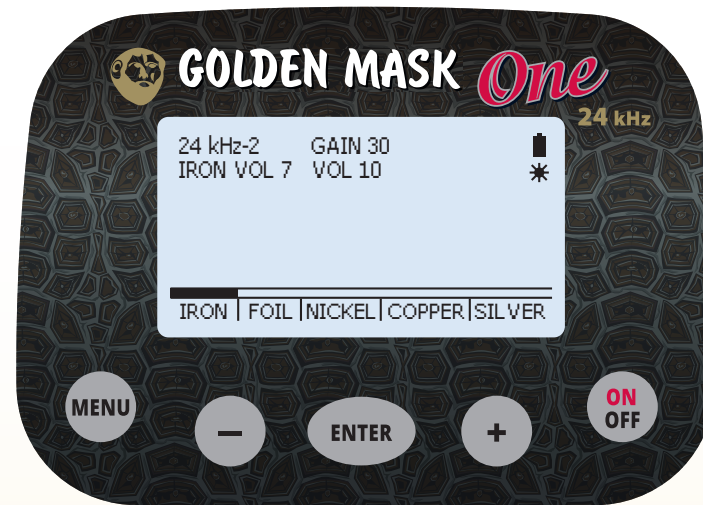 GOLDEN MASK One
24 kHz
24 kHz-2 GAIN 30
IRON VOL 7 VOL 10
IRON FOIL NICKEL COPPER SILVER
MENU
−
ENTER
+
ON
OFF